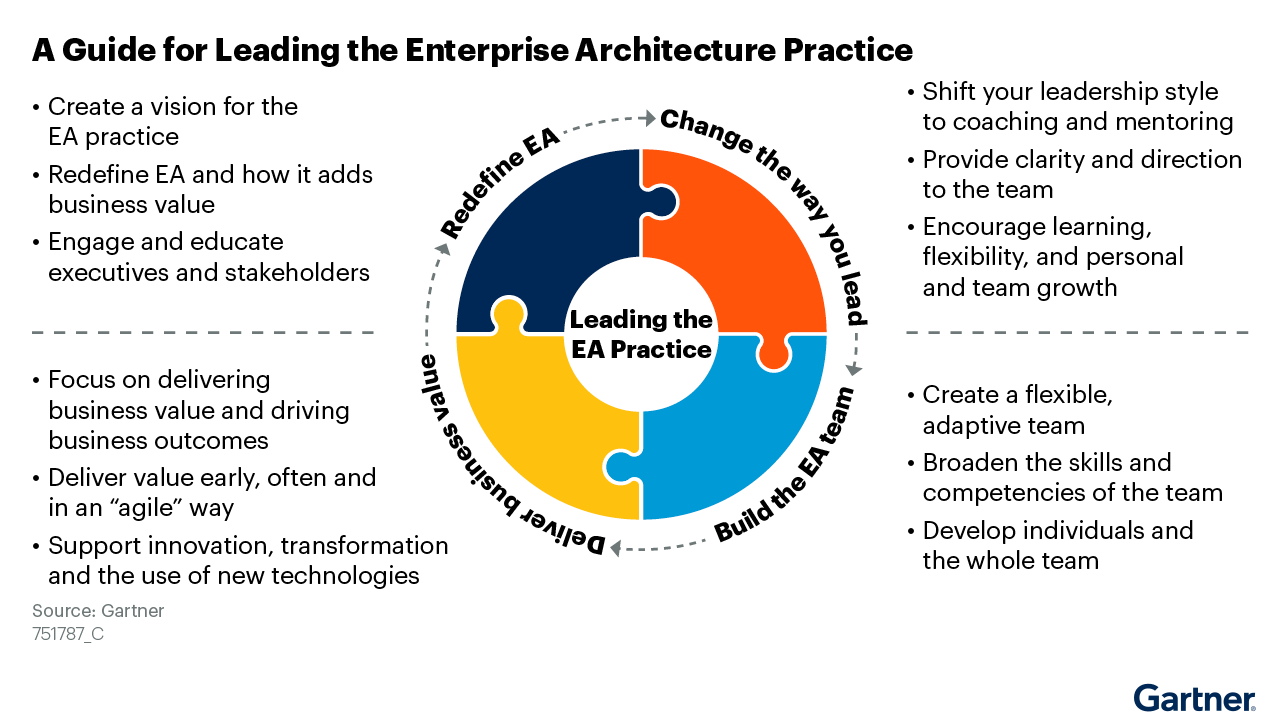 A Guide for Leading the Enterprise Architecture Practice
• Create a vision for the
EA practice
• Redefine EA and how it adds
business value
• Engage and educate
executives and stakeholders
Redefine EA
Change the way you lead
• Shift your leadership style
to coaching and mentoring
• Provide clarity and direction
to the team
• Encourage learning,
flexibility, and personal
and team growth
Leading the
EA Practice
• Focus on delivering
business value and driving
business outcomes
• Deliver value early, often and
in an “agile” way
• Support innovation, transformation
and the use of new technologies
Deliver business value
Build the EA team
• Create a flexible,
adaptive team
• Broaden the skills and
competencies of the team
• Develop individuals and
the whole team
Source: Gartner
751787_C
Gartner®